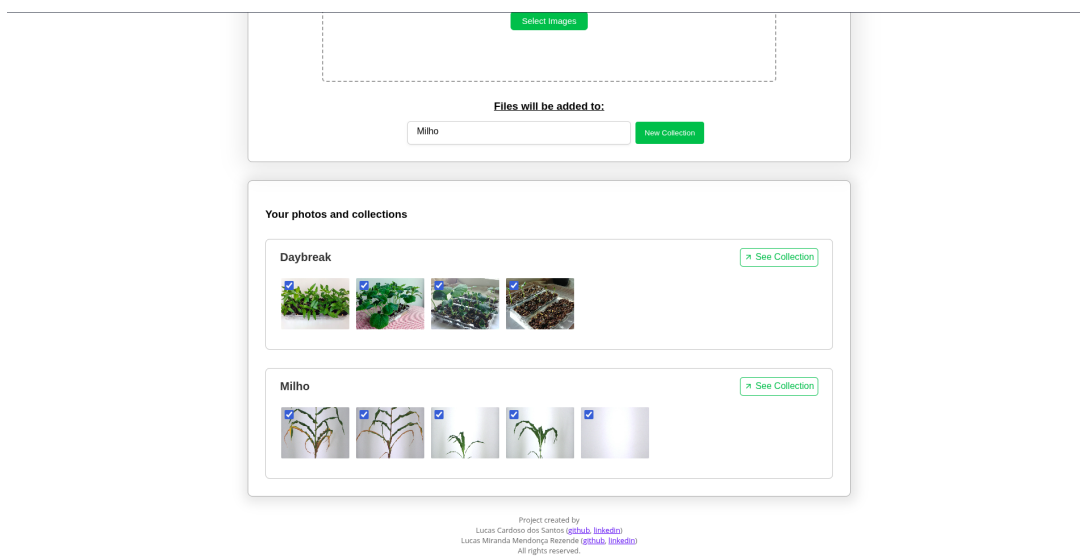 Select Images
Files will be added to:
Milho
New Collection
Your photos and collections
Daybreak
See Collection
Milho
See Collection
Project created by
Lucas Cardoso dos Santos (github, linkedin)
Lucas Miranda Mendonça Rezende (github, linkedin)
All rights reserved.